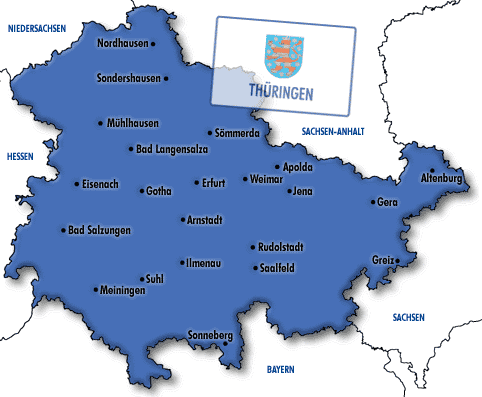 NIEDERSACHSEN
Nordhausen
Sondershausen
THÜRINGEN
Mühlhausen
Sömmerda
SACHSEN-ANHALT
Bad Langensalza
HESSEN
Apolda
Altenburg
Eisenach
Gotha
Erfurt
Weimar
Jena
Gera
Arnstadt
Bad Salzungen
Rudolstadt
Ilmenau
Saalfeld
Greiz
Suhl
Meiningen
SACHSEN
Sonneberg
BAYERN